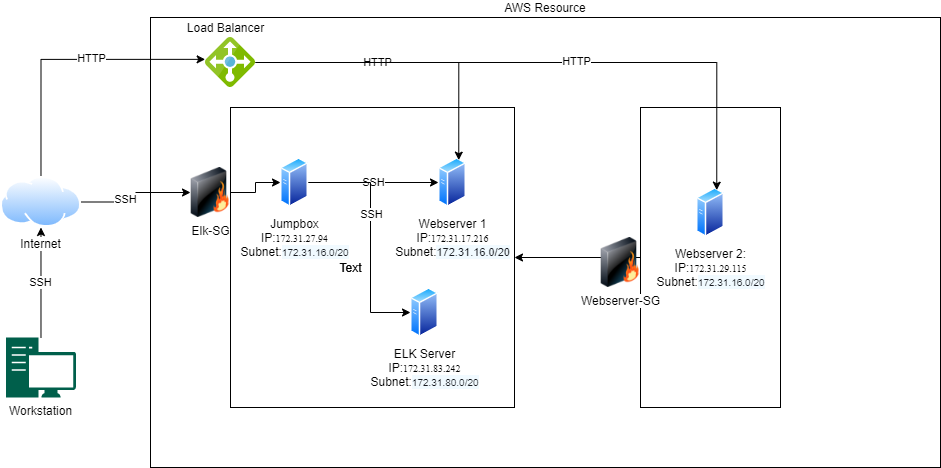 AWS Resource
Load Balancer
HTTP
HTTP
HTTP
SSH
Elk-SG
SSH
SSH
Jumpbox
IP:172.31.27.94
Subnet:172.31.16.0/20
Webserver 1
IP:172.31.17.216
Subnet:172.31.16.0/20
Webserver 2:
IP:172.31.29.115
Subnet:172.31.16.0/20
Internet
Text
SSH
Webserver-SG
ELK Server
IP:172.31.83.242
Subnet:172.31.80.0/20
Workstation